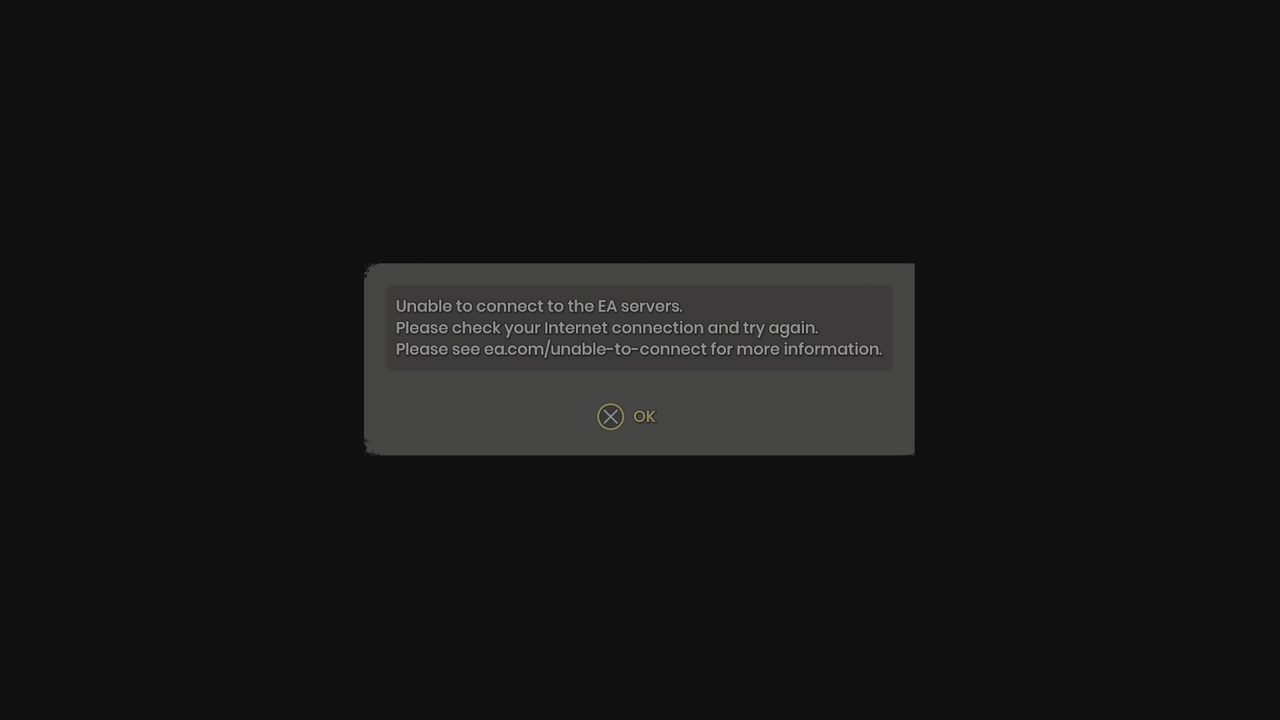 Unable to connect to the EA servers.
Please check your Internet connection and try again.
Please see ea.com/unable-to-connect for more information.
OK